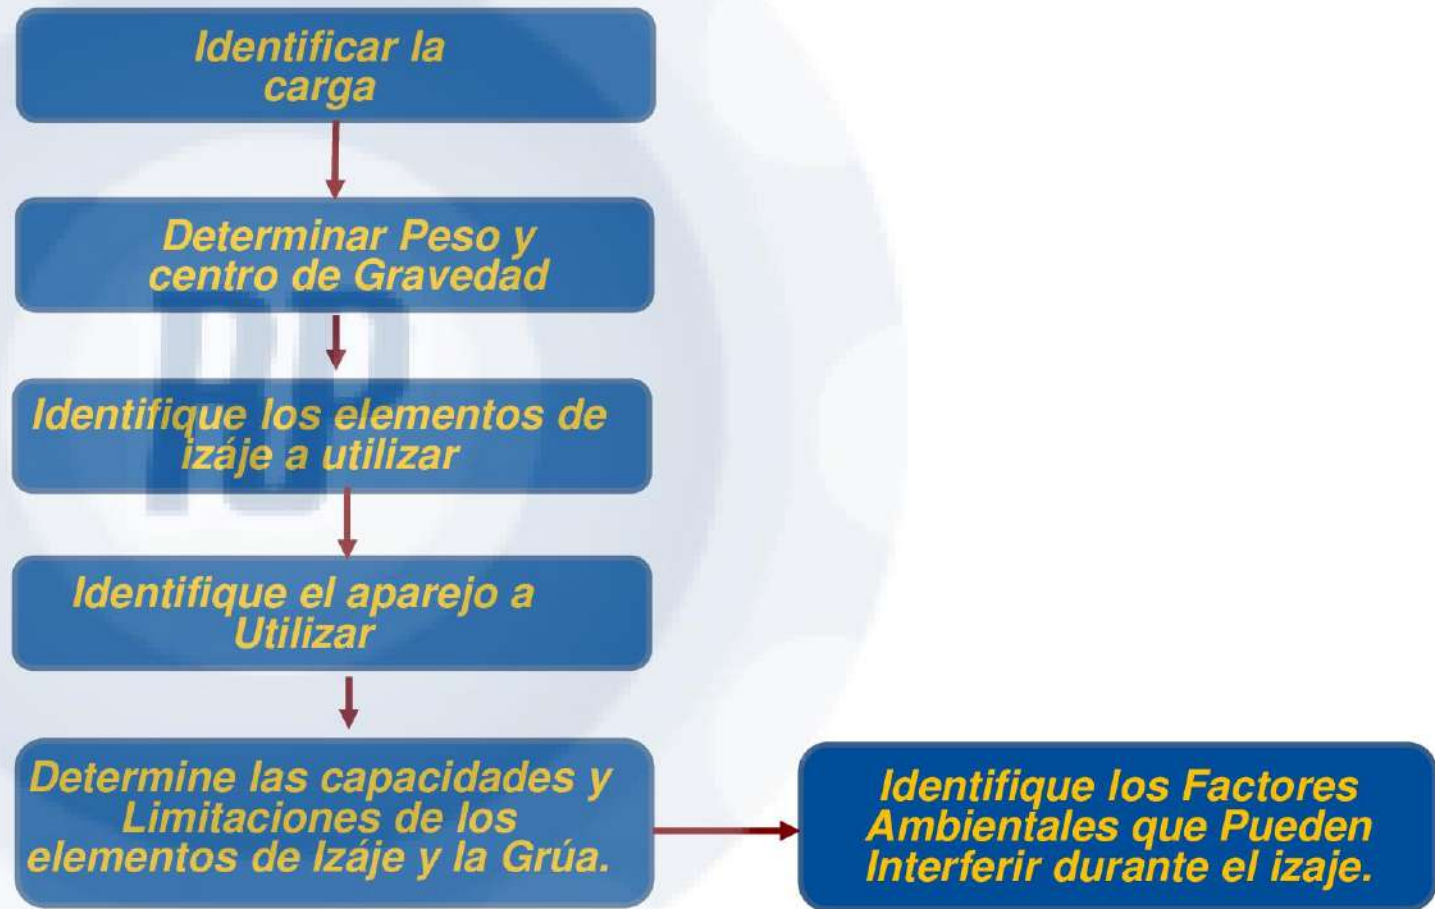 Identificar la
carga
Determinar Peso y
centro de Gravedad
Identifique los elementos de
izáje a utilizar
Identifique el aparejo a
Utilizar
Determine las capacidades y
Limitaciones de los
elementos de Izáje y la Grúa.
Identifique los Factores
Ambientales que Pueden
Interferir durante el izaje.